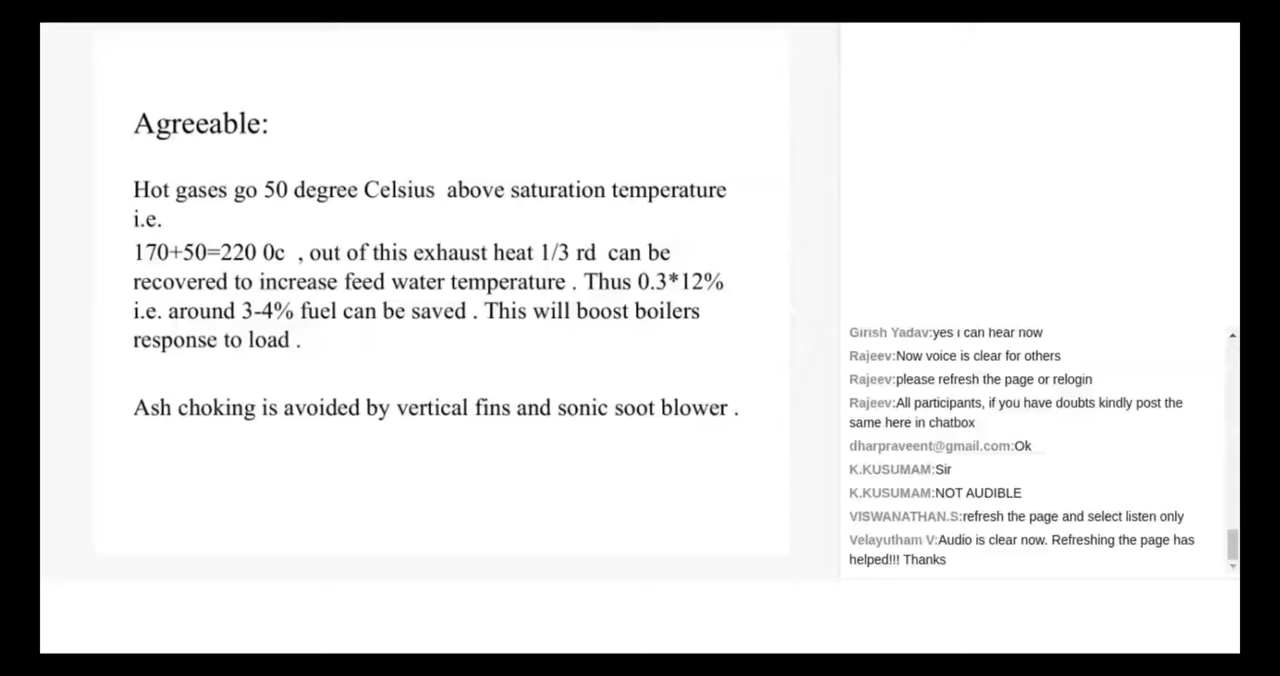 Agreeable:
Hot gases go 50 degree Celsius above saturation temperature
i.e.
170+50=220 0c , out of this exhaust heat 1/3 rd can be
recovered to increase feed water temperature . Thus 0.3*12%
i.e. around 3-4% fuel can be saved . This will boost boilers
response to load .
Ash choking is avoided by vertical fins and sonic soot blower .
Girish Yadav:yes i can hear now
Rajeev:Now voice is clear for others
Rajeev:please refresh the page or relogin
Rajeev:All participants, if you have doubts kindly post the
same here in chatbox
dharpraveent@gmail.com:Ok
K.KUSUMAM:Sir
K.KUSUMAM:NOT AUDIBLE
VISWANATHAN.S:refresh the page and select listen only
Velayutham V:Audio is clear now. Refreshing the page has
helped!!! Thanks